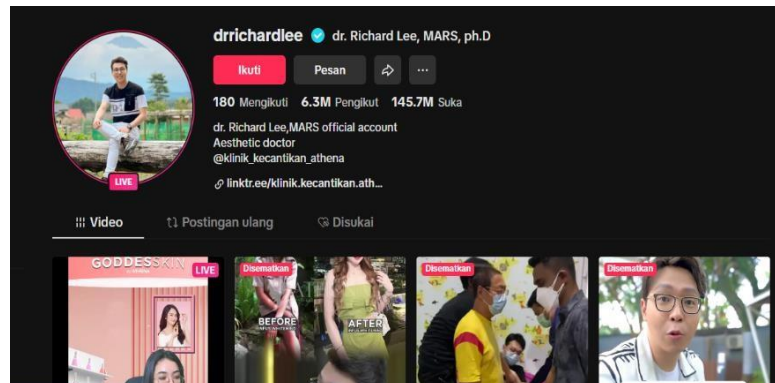 drrichardlee dr. Richard Lee, MARS, ph.D
Ikuti Pesan
180 Mengikuti 6.3M Pengikut 145.7M Suka
dr. Richard Lee,MARS official account
Aesthetic doctor
@klinik_kecantikan_athena
linktr.ee/klinik.kecantikan.ath...
LIVE
Video Postingan ulang Disukai
GODDESSKIN LIVE Disematkan Disematkan Disematkan
BEFORE AFTER